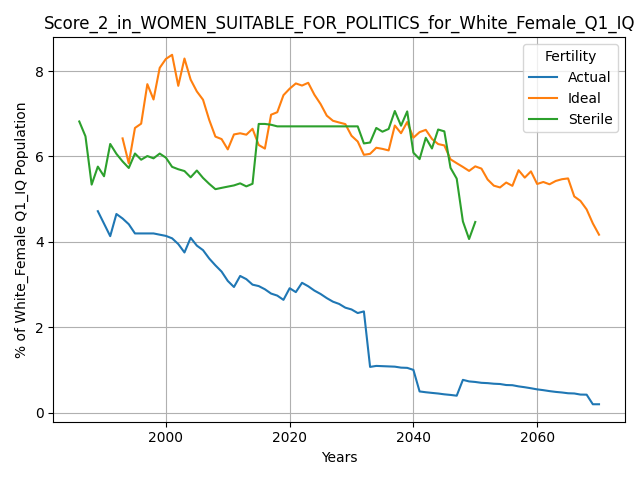 Score_2_in_WOMEN_SUITABLE_FOR_POLITICS_for_White_Female_Q1_IQ
Fertility
Actual
Ideal
Sterile
% of White_Female Q1_IQ Population
8
6
4
2
0
2000
2020
2040
2060
Years